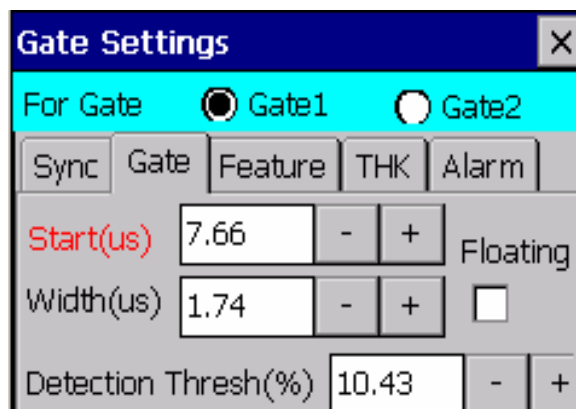 Gate Settings X
For Gate Gate1 Gate2
Sync Gate Feature THK Alarm
Start(us) 7.66 - +
Floating
Width(us) 1.74 - +
Detection Thresh(%) 10.43 - +